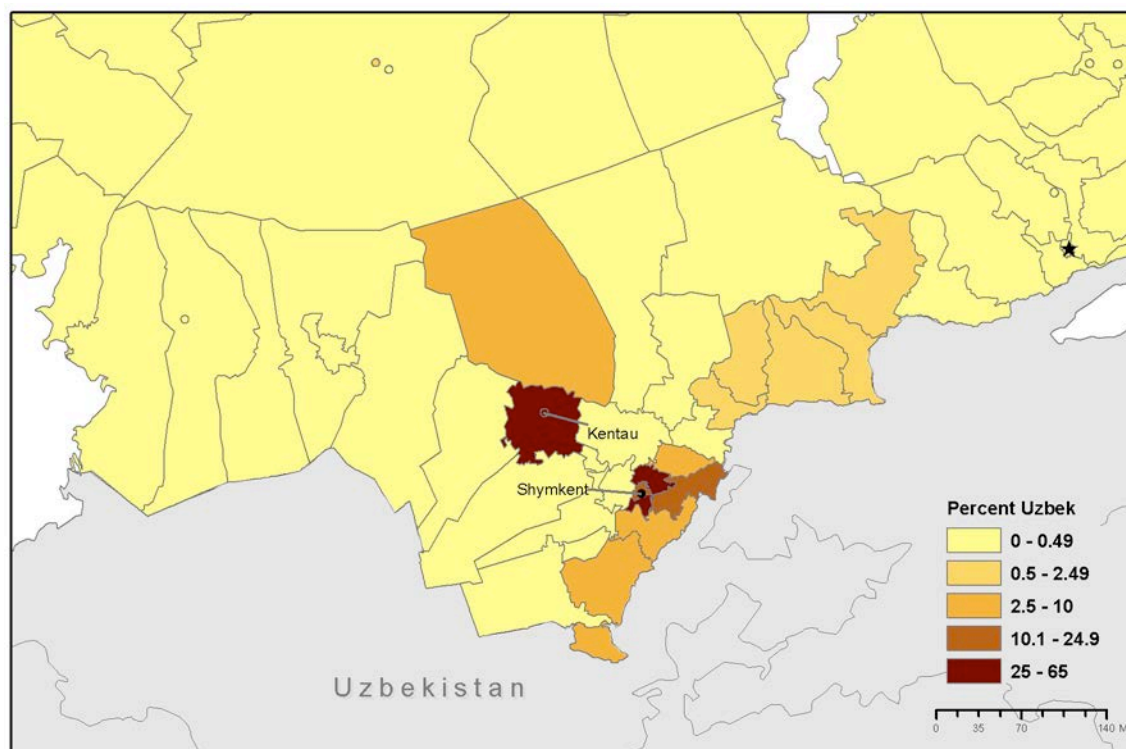 Kentau
Shymkent
Uzbekistan
Percent Uzbek
0 - 0.49
0.5 - 2.49
2.5 - 10
10.1 - 24.9
25 - 65
0 35 70 140 M